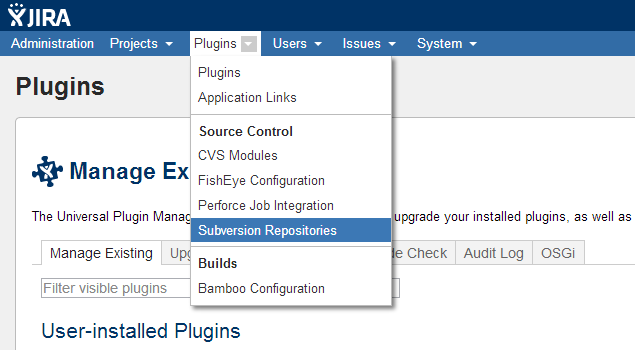 JIRA
Administration Projects Plugins Users Issues System
Plugins
Plugins
Application Links
Source Control
CVS Modules
FishEye Configuration
Perforce Job Integration
Subversion Repositories
Builds
Bamboo Configuration
Manage Ex
The Universal Plugin Manag upgrade your installed plugins, as well as
Manage Existing Upg de Check Audit Log OSGi
Filter visible plugins
User-installed Plugins